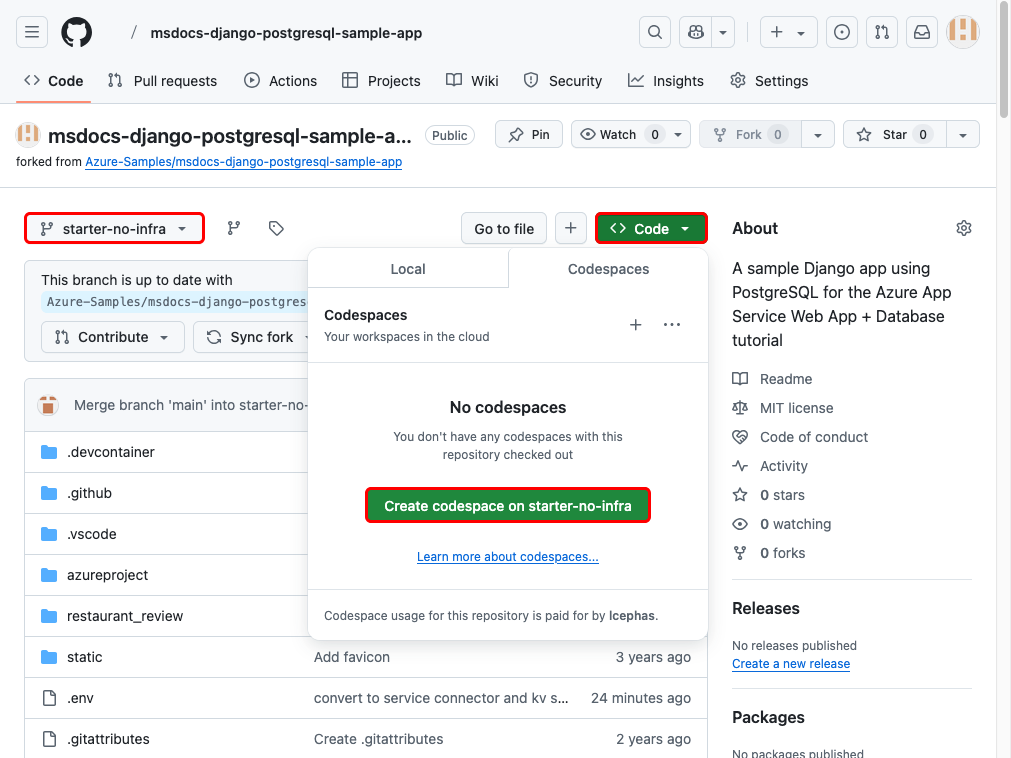 / msdocs-django-postgresql-sample-app
Code Pull requests Actions Projects Wiki Security Insights Settings
msdocs-django-postgresql-sample-a... Public Pin Watch 0 Fork 0 Star 0
forked from Azure-Samples/msdocs-django-postgresql-sample-app
starter-no-infra Go to file Code
This branch is up to date with
Azure-Samples/msdocs-django-postgres
Contribute Sync fork
Merge branch 'main' into starter-no-
.devcontainer
.github
.vscode
azureproject
restaurant_review
static Add favicon 3 years ago
.env convert to service connector and kv s... 24 minutes ago
.gitattributes Create .gitattributes 2 years ago
Local Codespaces
Codespaces
Your workspaces in the cloud
No codespaces
You don't have any codespaces with this
repository checked out
Create codespace on starter-no-infra
Learn more about codespaces...
Codespace usage for this repository is paid for by lcephas.
About
A sample Django app using
PostgreSQL for the Azure App
Service Web App + Database
tutorial
Readme
MIT license
Code of conduct
Activity
0 stars
0 watching
0 forks
Releases
No releases published
Create a new release
Packages
No packages published